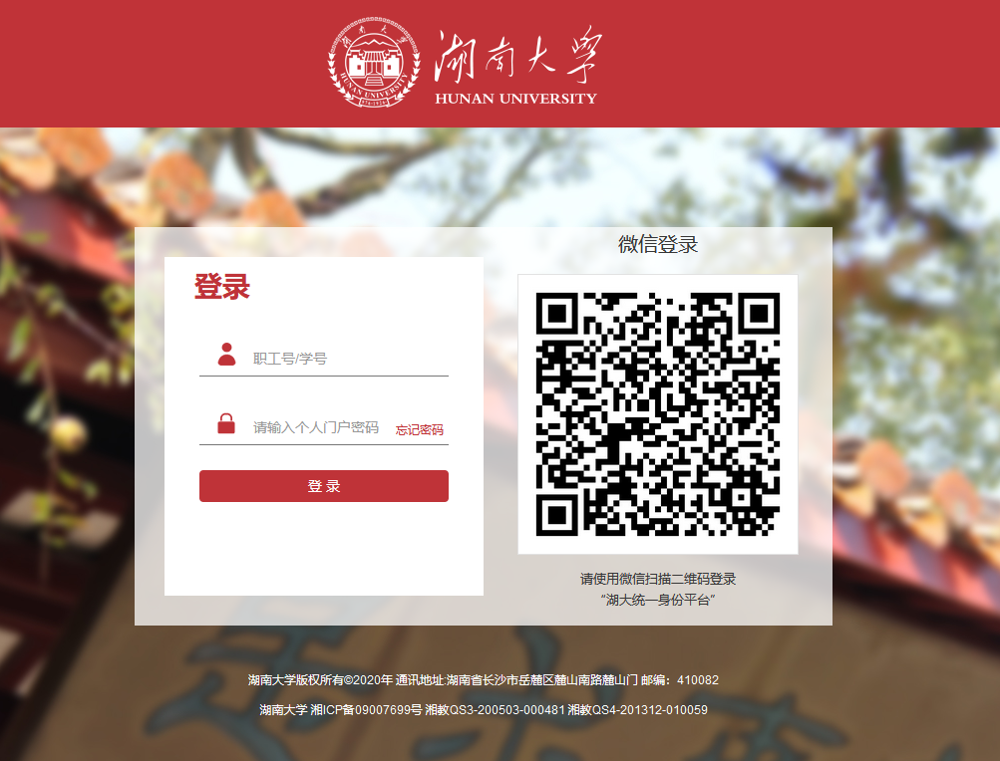 湖南大学
HUNAN UNIVERSITY
微信登录
登录
职工号/学号
请输入个人门户密码 忘记密码
登 录
请使用微信扫描二维码登录
“湖大统一身份平台”
湖南大学版权所有©2020年 通讯地址:湖南省长沙市岳麓区麓山南路麓山门 邮编：410082
湖南大学 湘ICP备09007699号 湘教QS3-200503-000481 湘教QS4-201312-010059